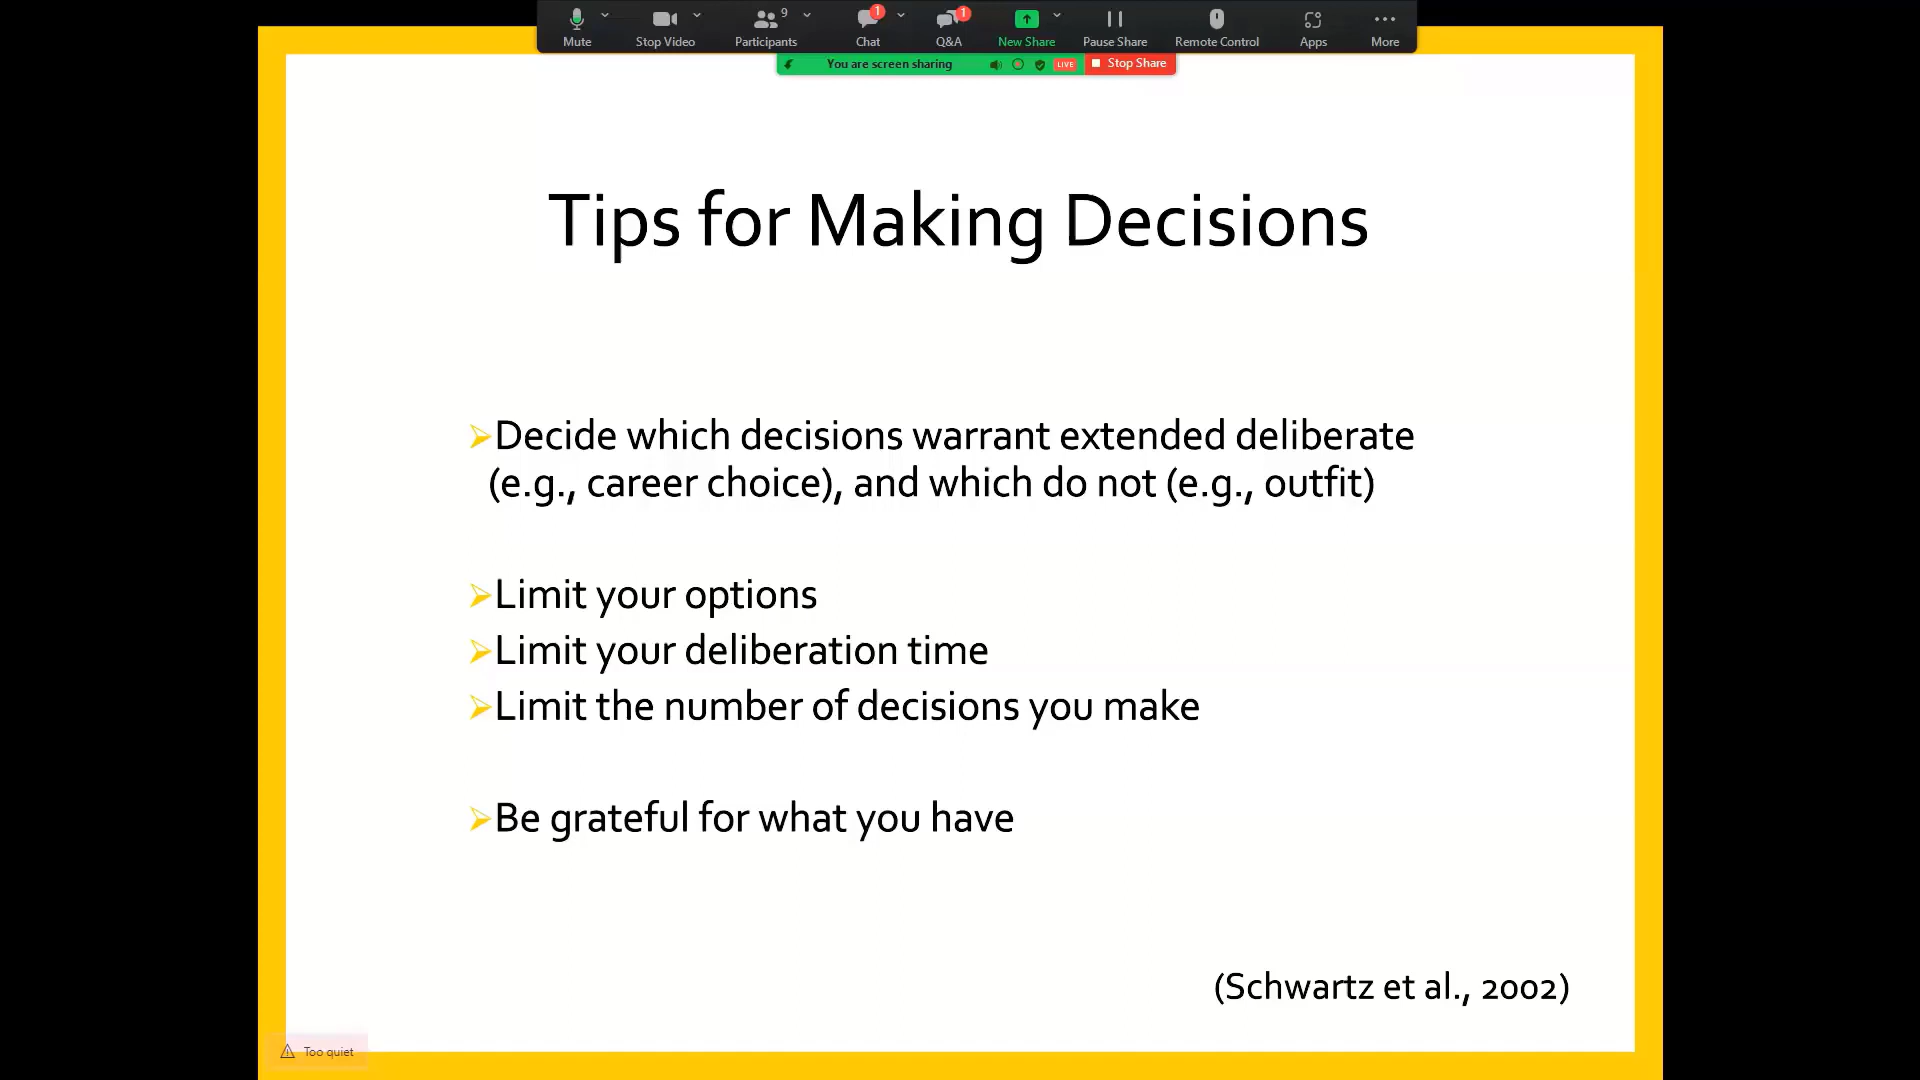 Mute
Stop Video
9
Participants
1
Chat
1
Q&A
New Share
Pause Share
Remote Control
Apps
More
You are screen sharing
LIVE
Stop Share
Tips for Making Decisions
Decide which decisions warrant extended deliberate
(e.g., career choice), and which do not (e.g., outfit)
Limit your options
Limit your deliberation time
Limit the number of decisions you make
Be grateful for what you have
(Schwartz et al., 2002)
Too quiet